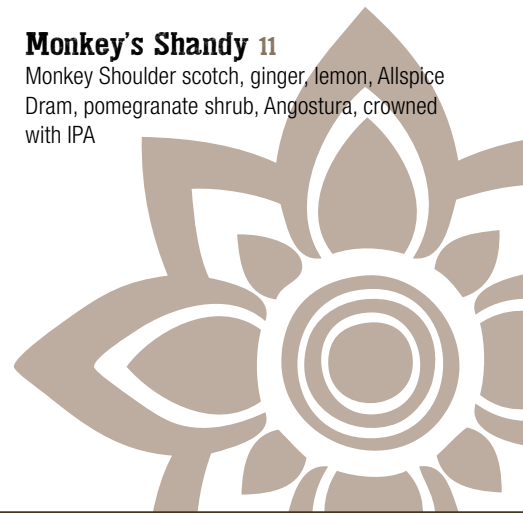 Monkey's Shandy 11
Monkey Shoulder scotch, ginger, lemon, Allspice
Dram, pomegranate shrub, Angostura, crowned
with IPA